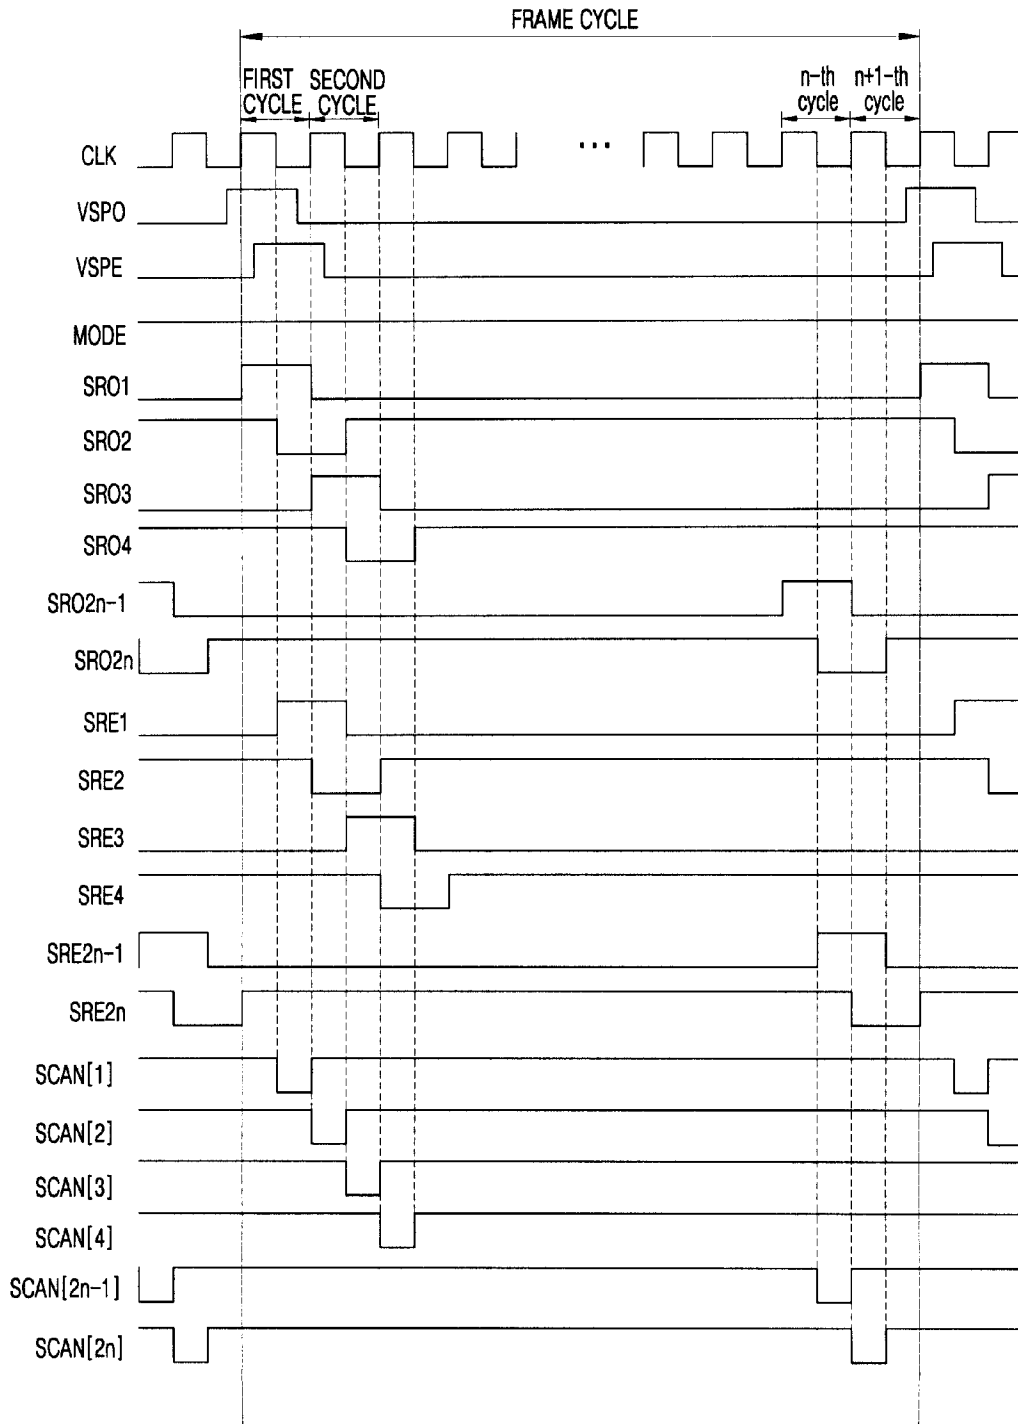 FRAME CYCLE
FIRST CYCLE
SECOND CYCLE
n-th cycle
n+1-th cycle
CLK
...
VSPO
VSPE
MODE
SRO1
SRO2
SRO3
SRO4
SRO2n-1
SRO2n
SRE1
SRE2
SRE3
SRE4
SRE2n-1
SRE2n
SCAN[1]
SCAN[2]
SCAN[3]
SCAN[4]
SCAN[2n-1]
SCAN[2n]